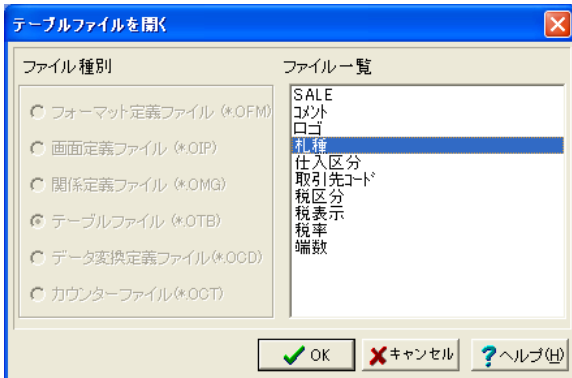 テーブルファイルを開く
ファイル種別
フォーマット定義ファイル (*.OFM)
画面定義ファイル (*.OIP)
関係定義ファイル (*.OMG)
テーブルファイル (*.OTB)
データ変換定義ファイル(*.OCD)
カウンターファイル(*.OCT)
ファイル一覧
SALE
コメント
ロゴ
札種
仕入区分
取引先コード
税区分
税表示
税率
端数
OK
キャンセル
ヘルプ(H)